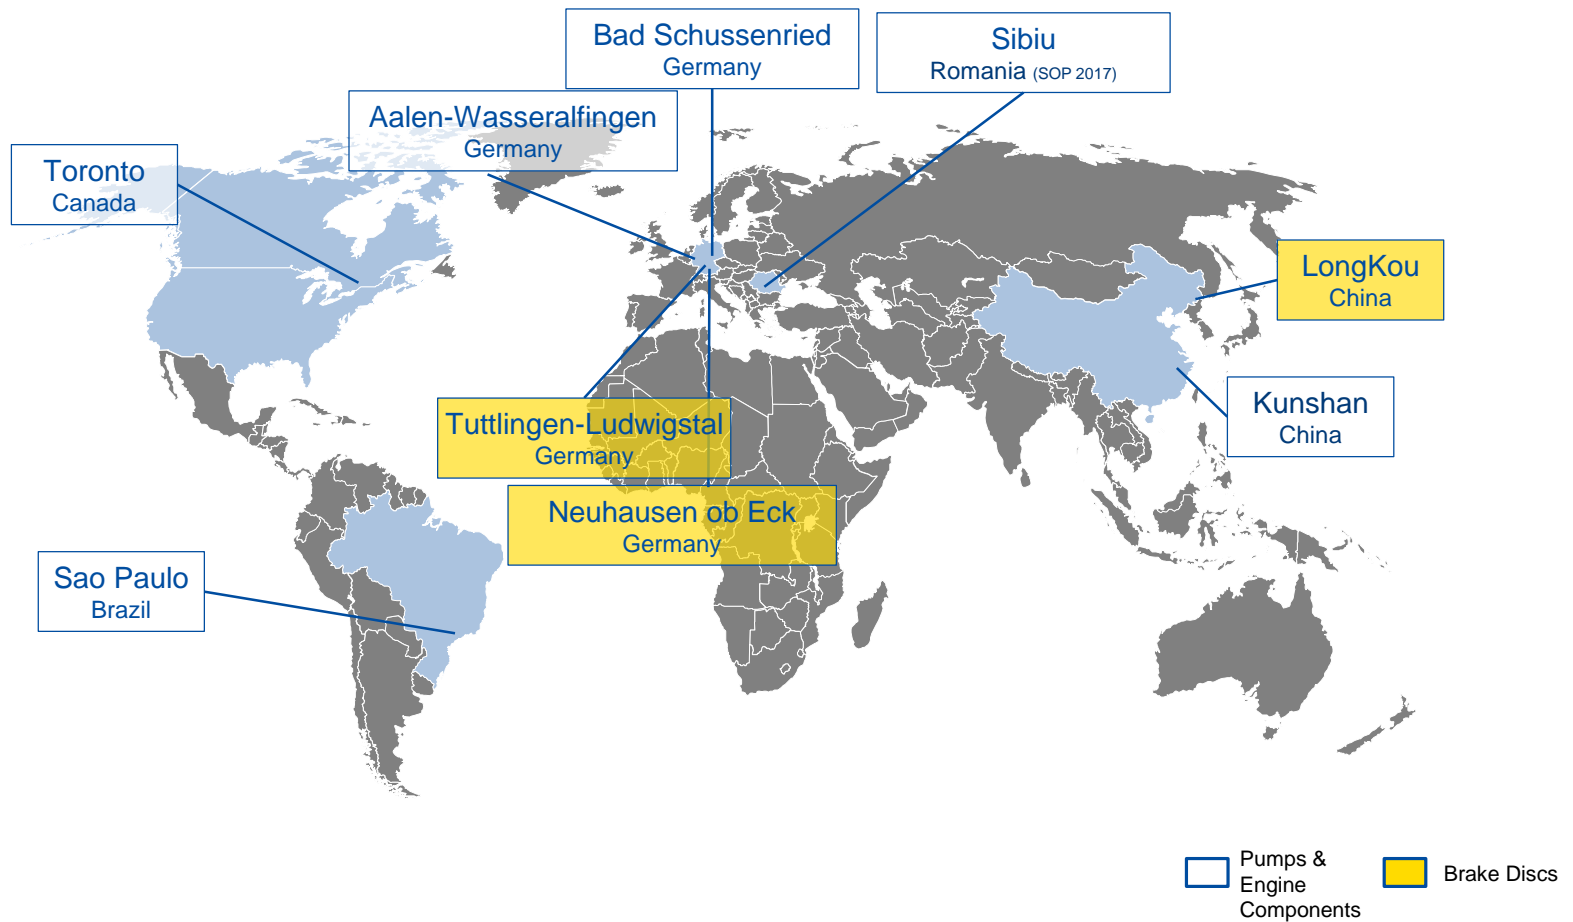 Bad Schussenried
Germany
Sibiu
Romania (SOP 2017)
Aalen-Wasseralfingen
Germany
Toronto
Canada
LongKou
China
Kunshan
China
Tuttlingen-Ludwigstal
Germany
Neuhausen ob Eck
Germany
Sao Paulo
Brazil
Pumps &
Engine
Components
Brake Discs